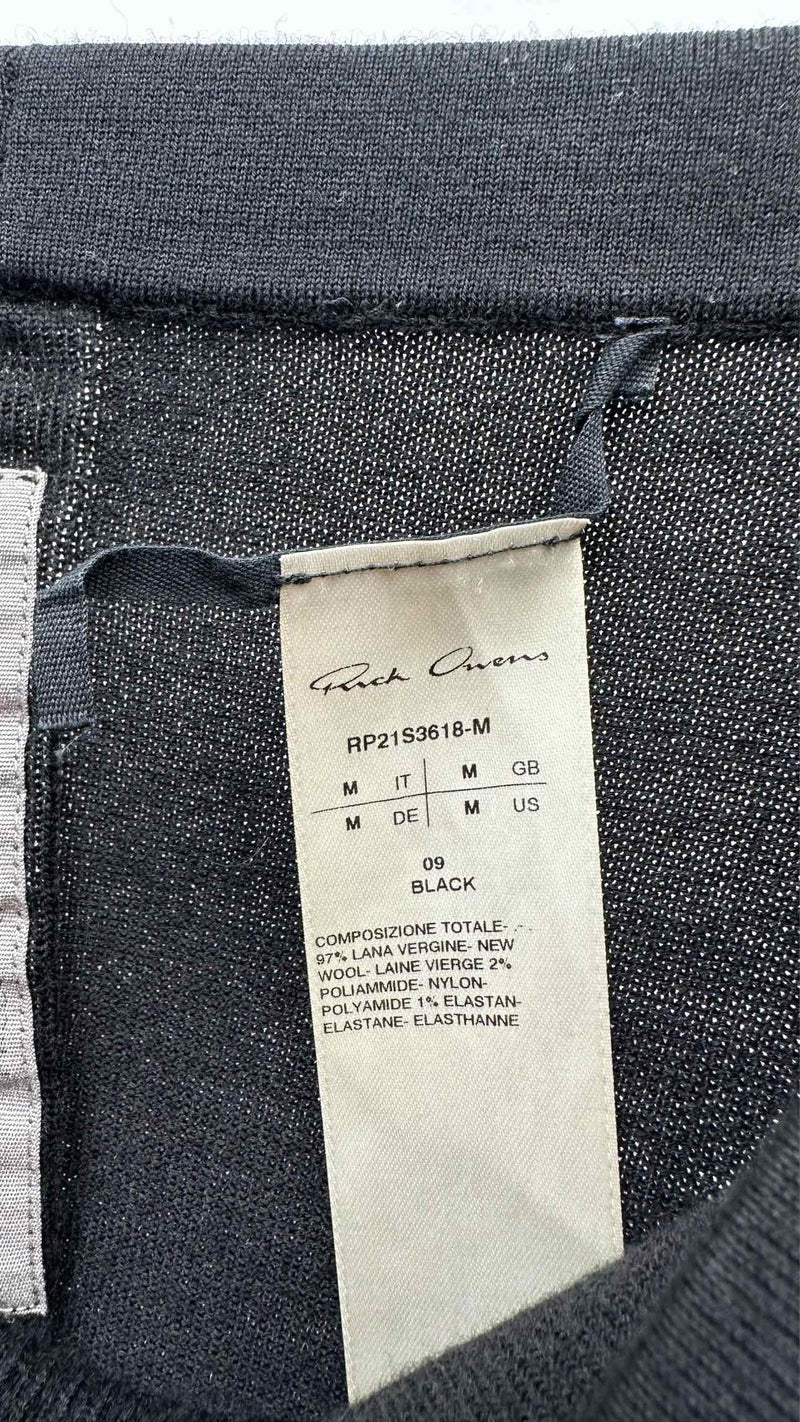 Rick Owens
RP21S3618-M
M IT M GB
M DE M US
09
BLACK
COMPOSIZIONE TOTALE-
97% LANA VERGINE- NEW
WOOL- LAINE VIERGE 2%
POLIAMMIDE- NYLON-
POLYAMIDE 1% ELASTAN-
ELASTANE- ELASTHANNE